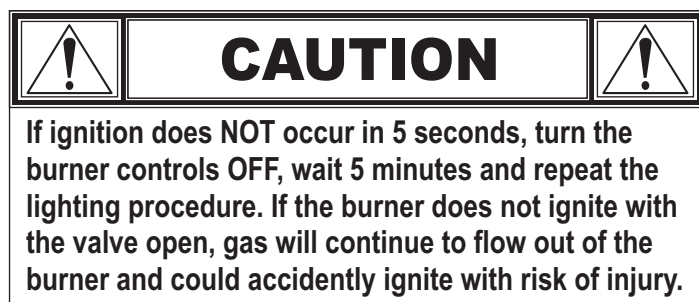 CAUTION
If ignition does NOT occur in 5 seconds, turn the
burner controls OFF, wait 5 minutes and repeat the
lighting procedure. If the burner does not ignite with
the valve open, gas will continue to flow out of the
burner and could accidently ignite with risk of injury.